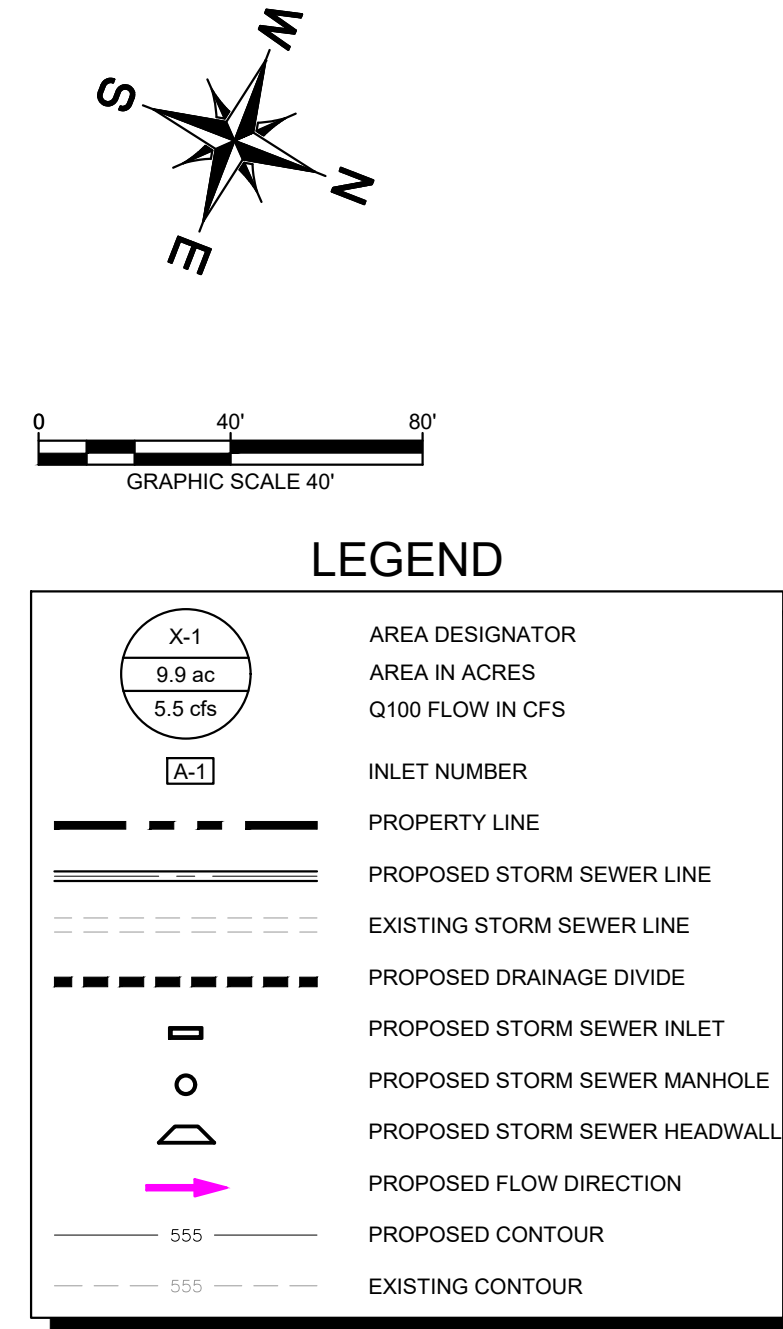 W
S
N
E
0 40' 80'
GRAPHIC SCALE 40'
LEGEND
X-1 AREA DESIGNATOR
9.9 ac AREA IN ACRES
5.5 cfs Q100 FLOW IN CFS
A-1 INLET NUMBER
PROPERTY LINE
PROPOSED STORM SEWER LINE
EXISTING STORM SEWER LINE
PROPOSED DRAINAGE DIVIDE
PROPOSED STORM SEWER INLET
PROPOSED STORM SEWER MANHOLE
PROPOSED STORM SEWER HEADWALL
PROPOSED FLOW DIRECTION
555 PROPOSED CONTOUR
555 EXISTING CONTOUR